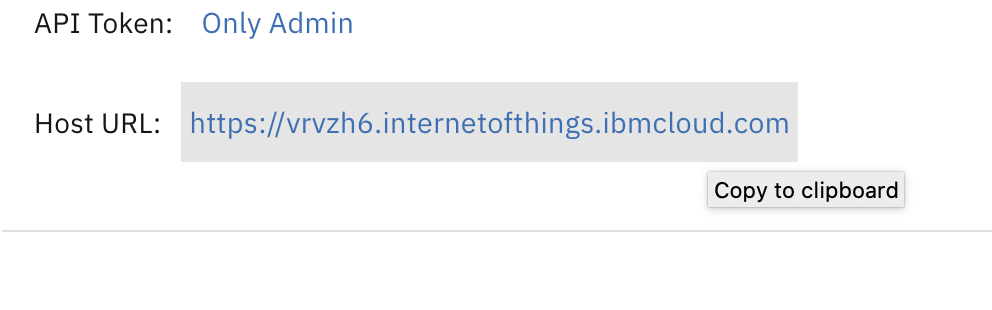 API Token: Only Admin
Host URL: https://vrvzh6.internetofthings.ibmcloud.com
Copy to clipboard